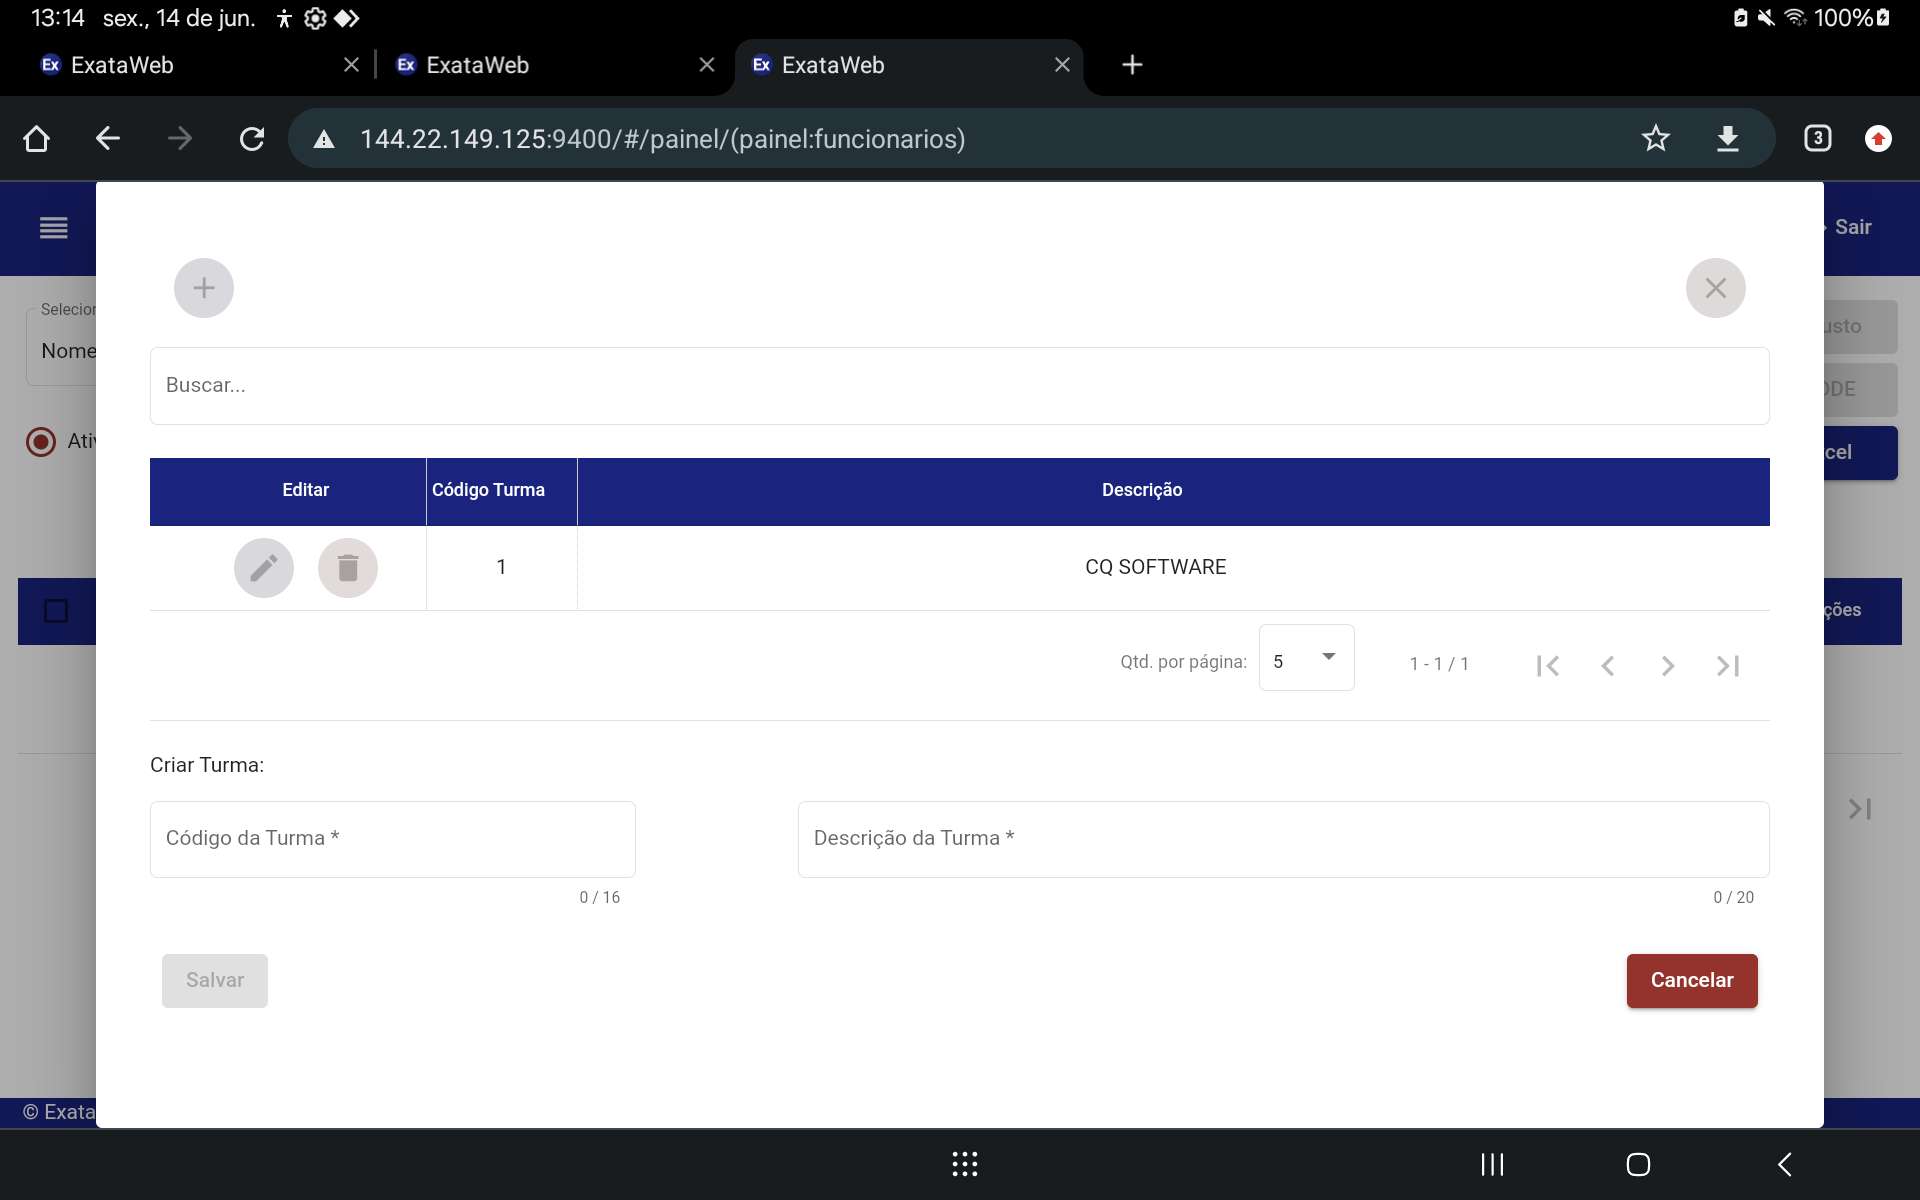 13:14 sex., 14 de jun. 100%
Ex ExataWeb Ex ExataWeb Ex ExataWeb
144.22.149.125:9400/#/painel/(painel:funcionarios) 3
Sair
Selecior
Nome
usto
ODE
Ativ
cel
Buscar...
Editar Código Turma Descrição
1 CQ SOFTWARE
ções
Qtd. por página: 5 1 - 1 / 1
Criar Turma:
Código da Turma * Descrição da Turma *
0 / 16 0 / 20
Salvar Cancelar
© Exata